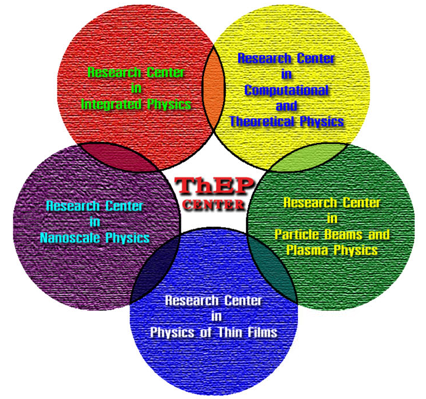 Research Center
in
Integrated Physics
Research Center
in
Computational
and
Theoretical Physics
ThEP
CENTER
Research Center
in
Nanoscale Physics
Research Center
in
Particle Beams and
Plasma Physics
Research Center
in
Physics of Thin Films